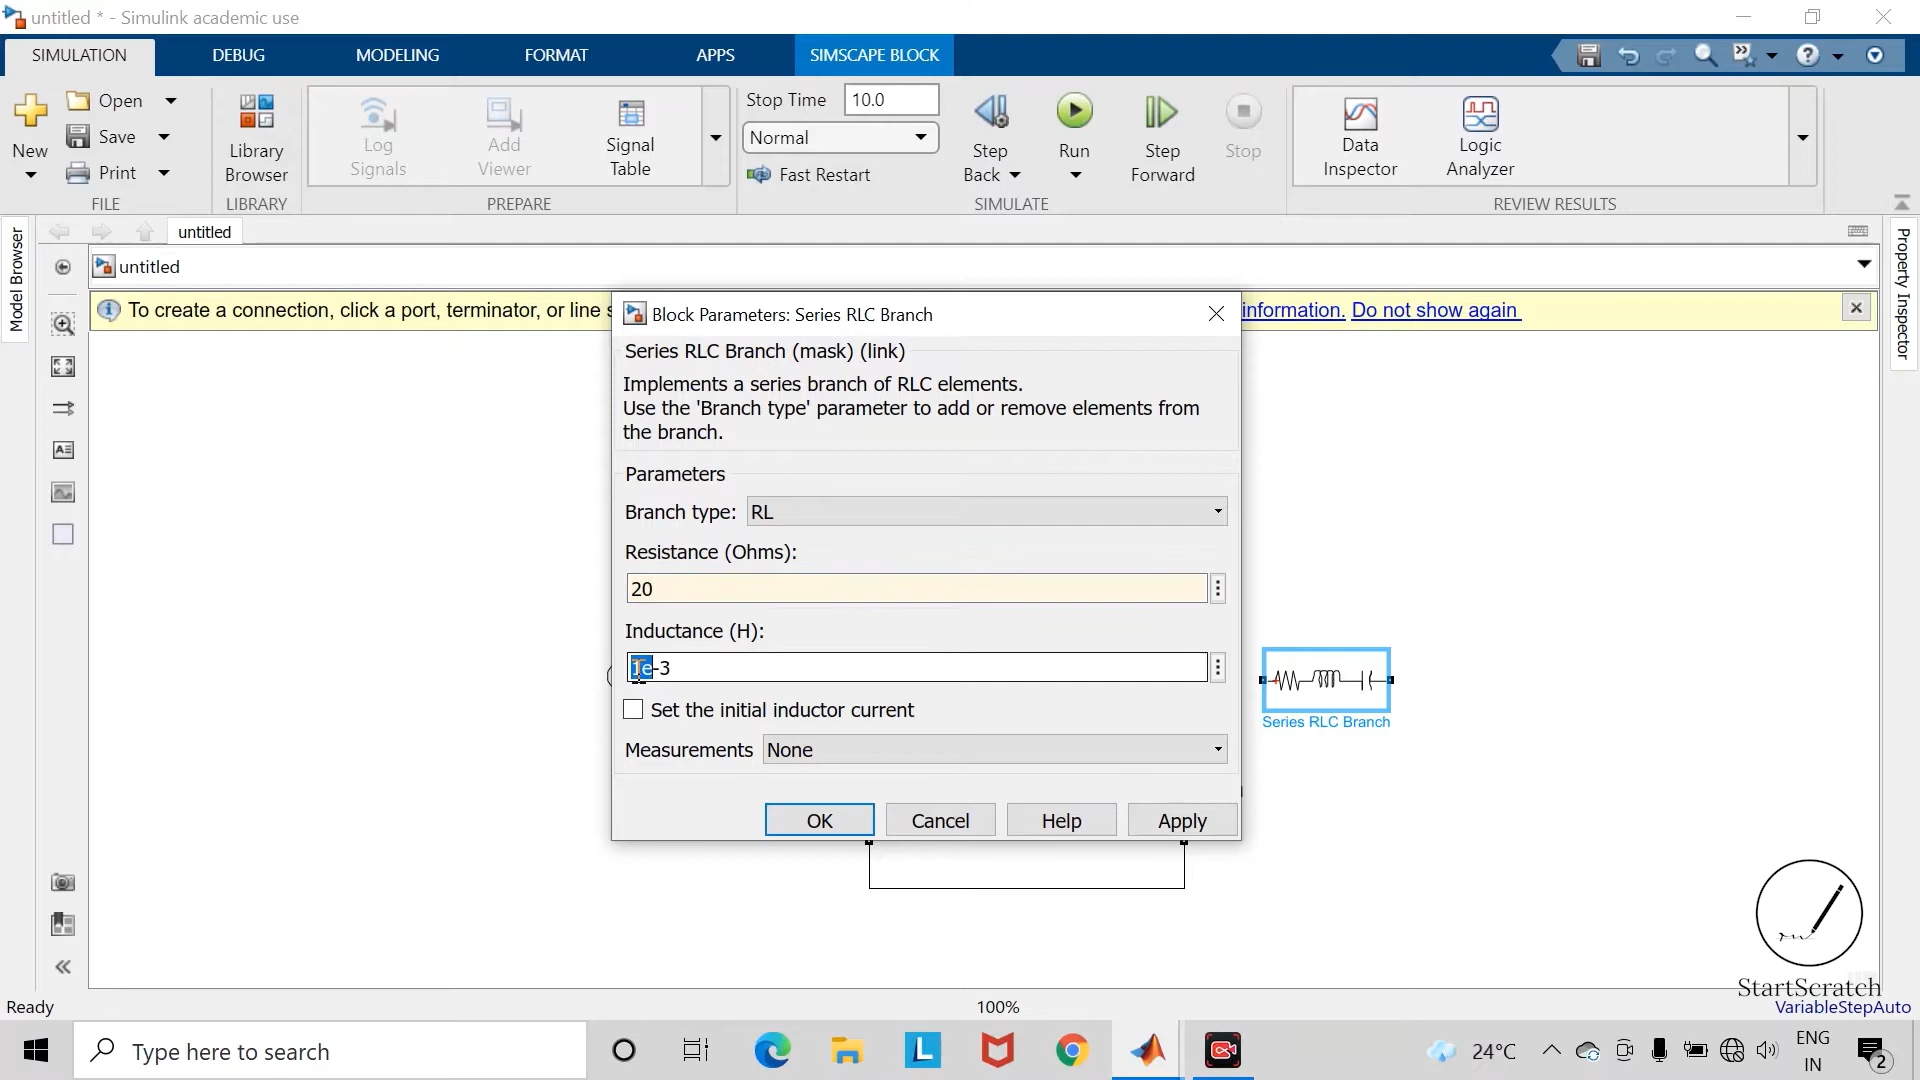 untitled * - Simulink academic use
SIMULATION DEBUG MODELING FORMAT APPS SIMSCAPE BLOCK
New
Open
Save
Print
FILE
Library
Browser
LIBRARY
Log
Signals
Add
Viewer
Signal
Table
PREPARE
Stop Time 10.0
Normal
Fast Restart
Step
Back
Run
Step
Forward
Stop
SIMULATE
Data
Inspector
Logic
Analyzer
REVIEW RESULTS
Model Browser
untitled
untitled
Property Inspector
To create a connection, click a port, terminator, or line s
information. Do not show again
Block Parameters: Series RLC Branch
Series RLC Branch (mask) (link)
Implements a series branch of RLC elements.
Use the 'Branch type' parameter to add or remove elements from
the branch.
Parameters
Branch type: RL
Resistance (Ohms):
20
Inductance (H):
1e-3
Set the initial inductor current
Measurements None
OK Cancel Help Apply
Series RLC Branch
StartScratch
Ready 100% VariableStepAuto
Type here to search
24°C
ENG
IN
2